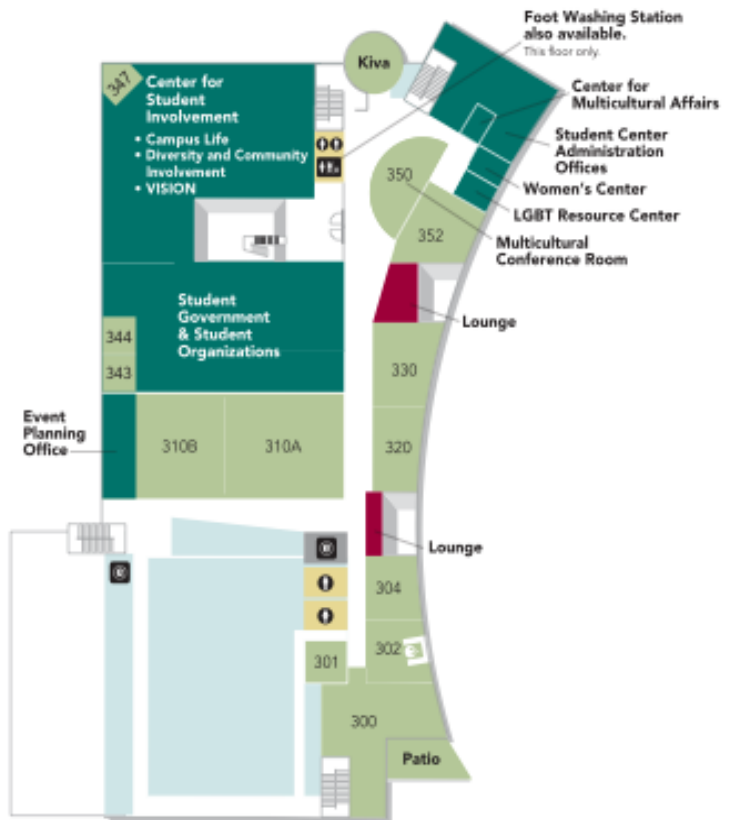 Foot Washing Station
also available.
This floor only.
Kiva
347
Center for
Student
Involvement
• Campus Life
• Diversity and Community
Involvement
• VISION
Center for
Multicultural Affairs
Student Center
Administration
Offices
Women's Center
LGBT Resource Center
350
352
Multicultural
Conference Room
Student
Government
& Student
Organizations
Lounge
344
343
330
Event
Planning
Office
310B
310A
320
Lounge
304
302
301
300
Patio